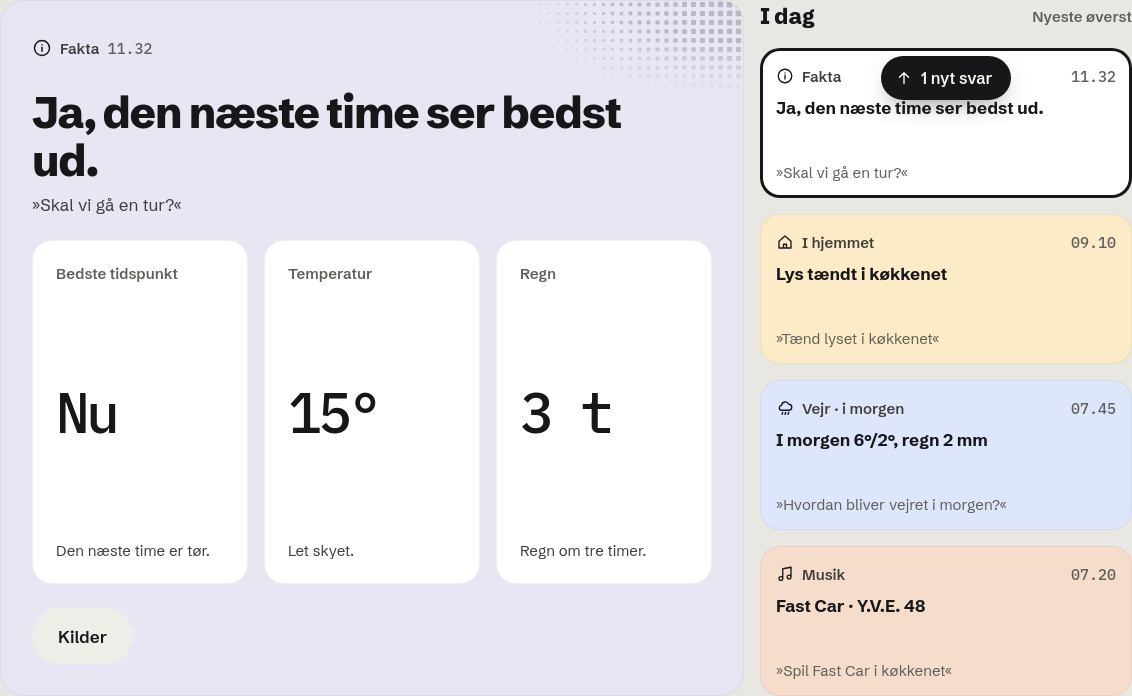 Fakta 11.32
Ja, den næste time ser bedst
ud.
»Skal vi gå en tur?«
Bedste tidspunkt
Nu
Den næste time er tør.
Temperatur
15°
Let skyet.
Regn
3 t
Regn om tre timer.
Kilder
I dag
Nyeste øverst
↑ 1 nyt svar
Fakta 11.32
Ja, den næste time ser bedst ud.
»Skal vi gå en tur?«
I hjemmet 09.10
Lys tændt i køkkenet
»Tænd lyset i køkkenet«
Vejr · i morgen 07.45
I morgen 6°/2°, regn 2 mm
»Hvordan bliver vejret i morgen?«
Musik 07.20
Fast Car · Y.V.E. 48
»Spil Fast Car i køkkenet«